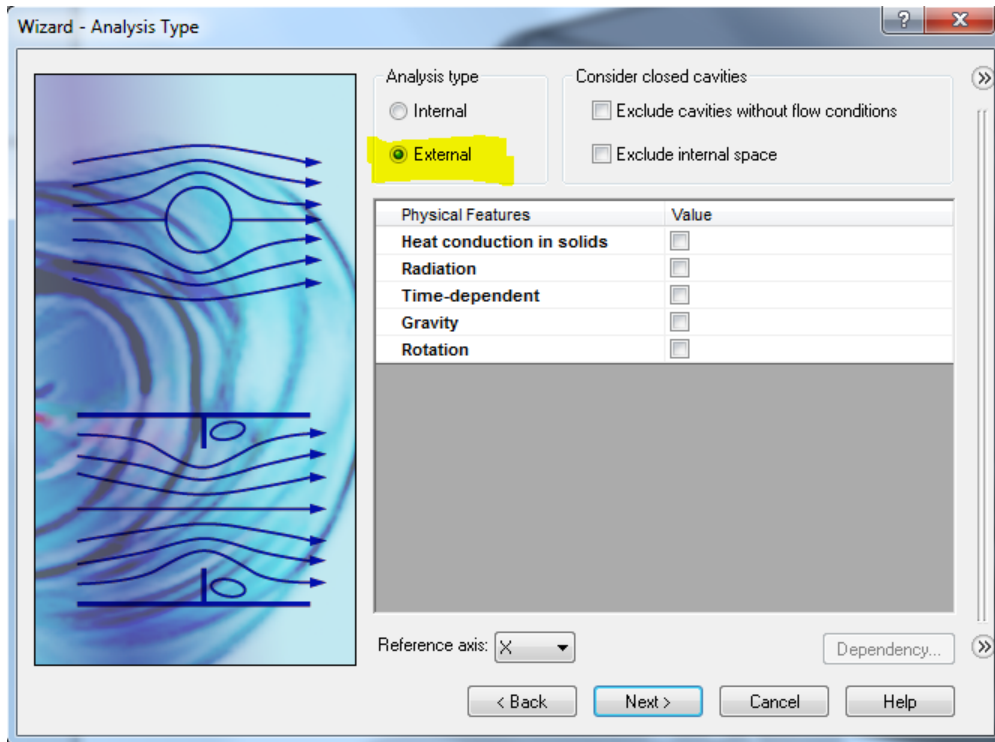 Wizard - Analysis Type
?
X
Analysis type
Internal
External
Consider closed cavities
Exclude cavities without flow conditions
Exclude internal space
Physical Features Value
Heat conduction in solids
Radiation
Time-dependent
Gravity
Rotation
Reference axis: X
Dependency...
< Back Next > Cancel Help